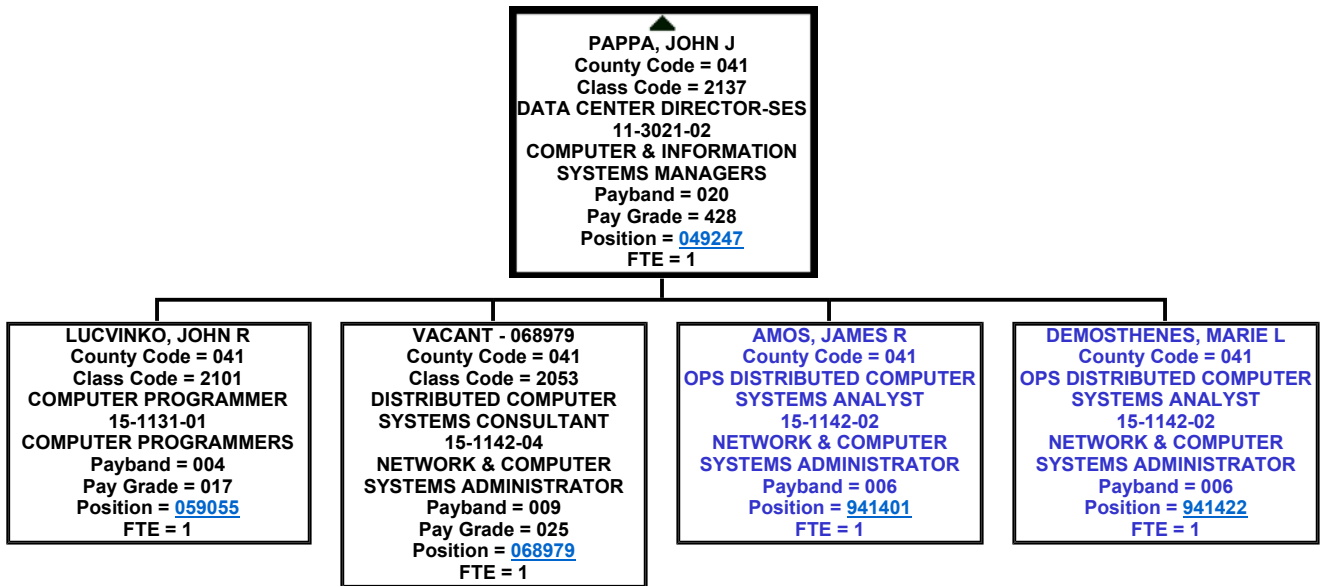 PAPPA, JOHN J
County Code = 041
Class Code = 2137
DATA CENTER DIRECTOR-SES
11-3021-02
COMPUTER & INFORMATION
SYSTEMS MANAGERS
Payband = 020
Pay Grade = 428
Position = 049247
FTE = 1
LUCVINKO, JOHN R
County Code = 041
Class Code = 2101
COMPUTER PROGRAMMER
15-1131-01
COMPUTER PROGRAMMERS
Payband = 004
Pay Grade = 017
Position = 059055
FTE = 1
VACANT - 068979
County Code = 041
Class Code = 2053
DISTRIBUTED COMPUTER
SYSTEMS CONSULTANT
15-1142-04
NETWORK & COMPUTER
SYSTEMS ADMINISTRATOR
Payband = 009
Pay Grade = 025
Position = 068979
FTE = 1
AMOS, JAMES R
County Code = 041
OPS DISTRIBUTED COMPUTER
SYSTEMS ANALYST
15-1142-02
NETWORK & COMPUTER
SYSTEMS ADMINISTRATOR
Payband = 006
Position = 941401
FTE = 1
DEMOSTHENES, MARIE L
County Code = 041
OPS DISTRIBUTED COMPUTER
SYSTEMS ANALYST
15-1142-02
NETWORK & COMPUTER
SYSTEMS ADMINISTRATOR
Payband = 006
Position = 941422
FTE = 1